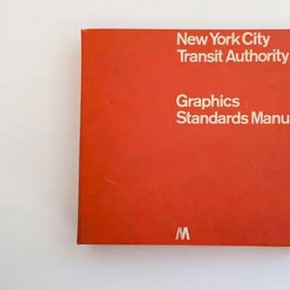 New York City
Transit Authority
Graphics
Standards Manu
M